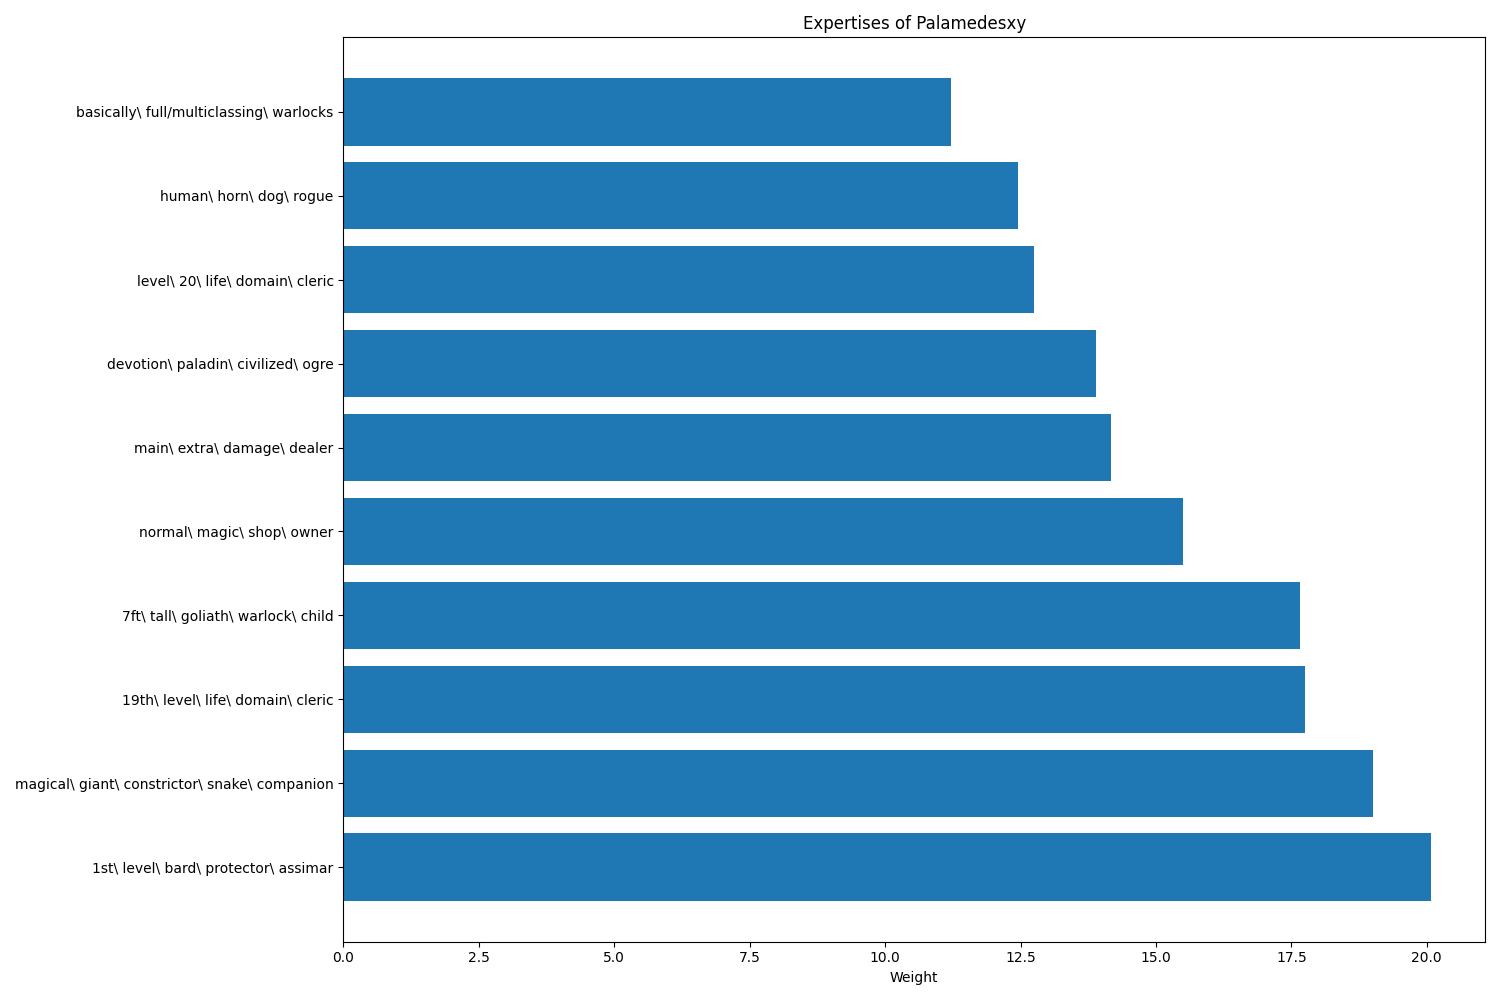 Expertises of Palamedesxy
basically\ full/multiclassing\ warlocks
human\ horn\ dog\ rogue
level\ 20\ life\ domain\ cleric
devotion\ paladin\ civilized\ ogre
main\ extra\ damage\ dealer
normal\ magic\ shop\ owner
7ft\ tall\ goliath\ warlock\ child
19th\ level\ life\ domain\ cleric
magical\ giant\ constrictor\ snake\ companion
1st\ level\ bard\ protector\ assimar
0.0 2.5 5.0 7.5 10.0 12.5 15.0 17.5 20.0
Weight